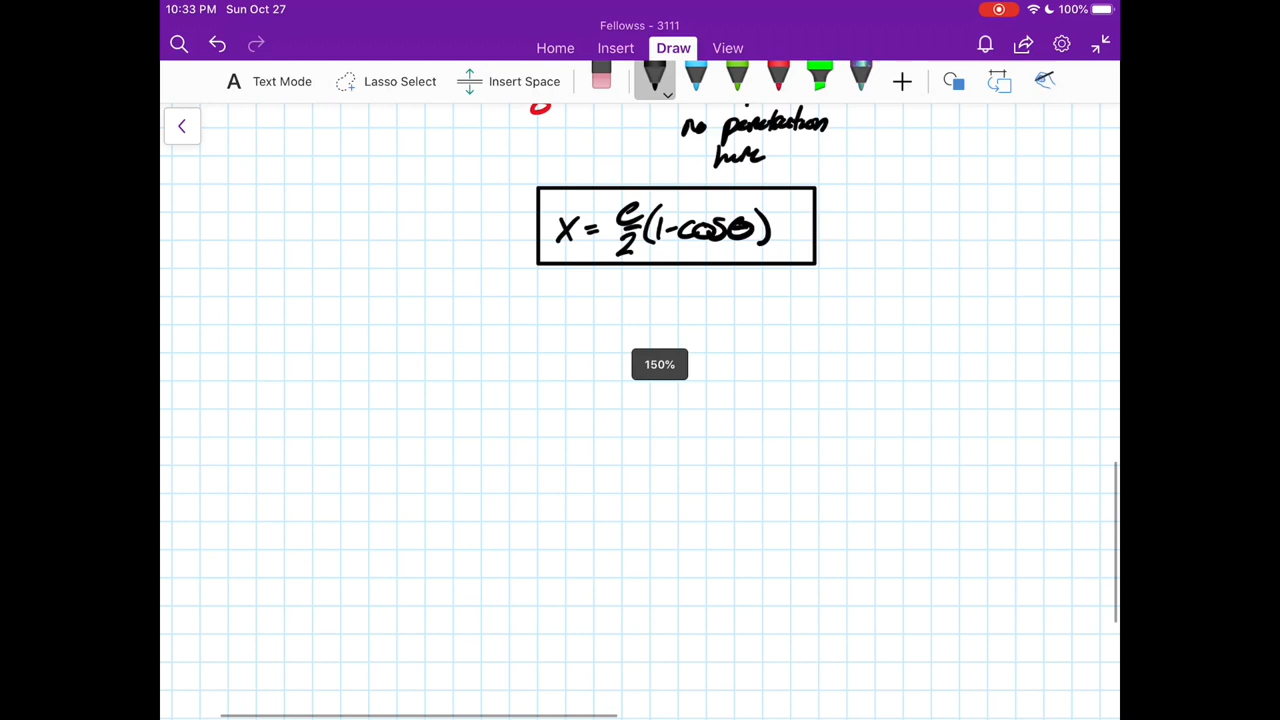 10:33 PM Sun Oct 27
100%
Fellowss - 3111
Home Insert Draw View
A Text Mode Lasso Select Insert Space
no penetration
here
x = c/2 (1-cosθ)
150%